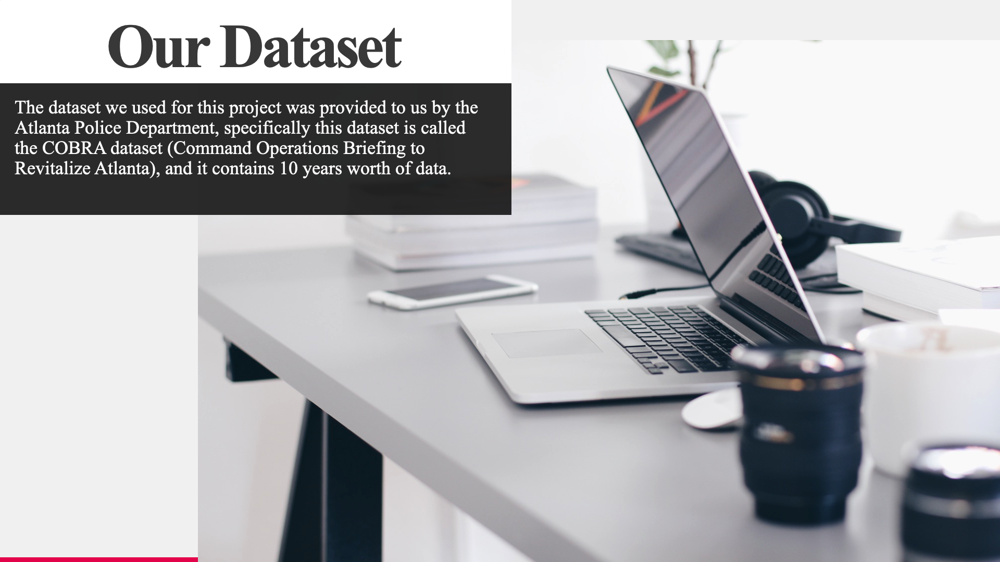 Our Dataset
The dataset we used for this project was provided to us by the
Atlanta Police Department, specifically this dataset is called
the COBRA dataset (Command Operations Briefing to
Revitalize Atlanta), and it contains 10 years worth of data.